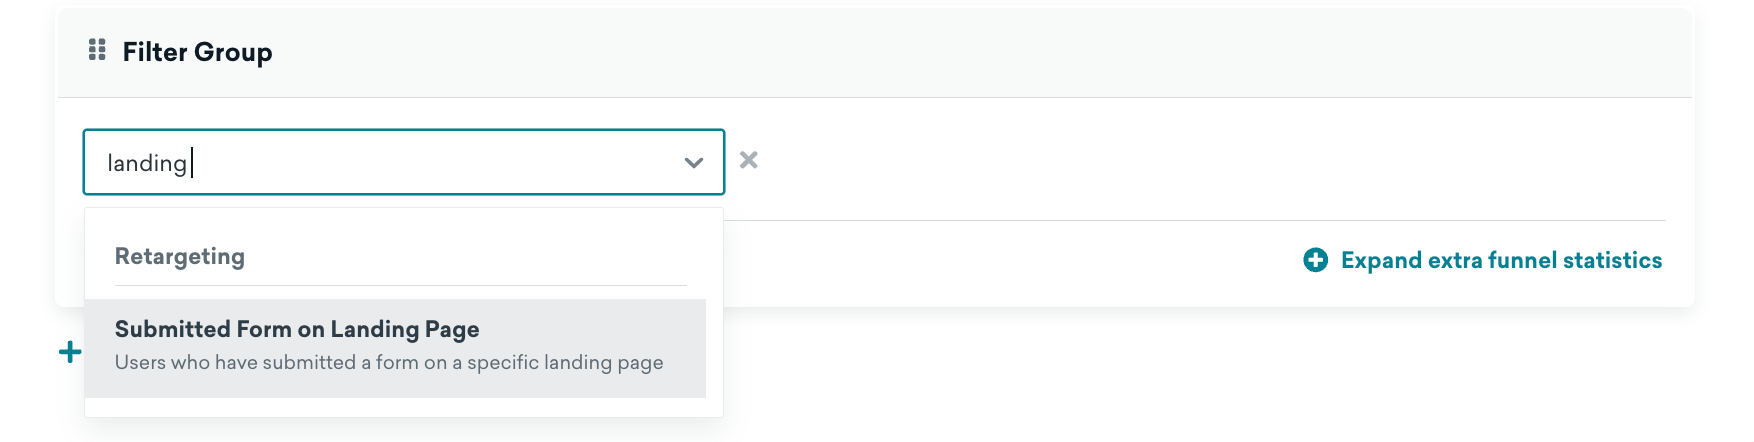 Filter Group
landing
Retargeting
Expand extra funnel statistics
Submitted Form on Landing Page
Users who have submitted a form on a specific landing page